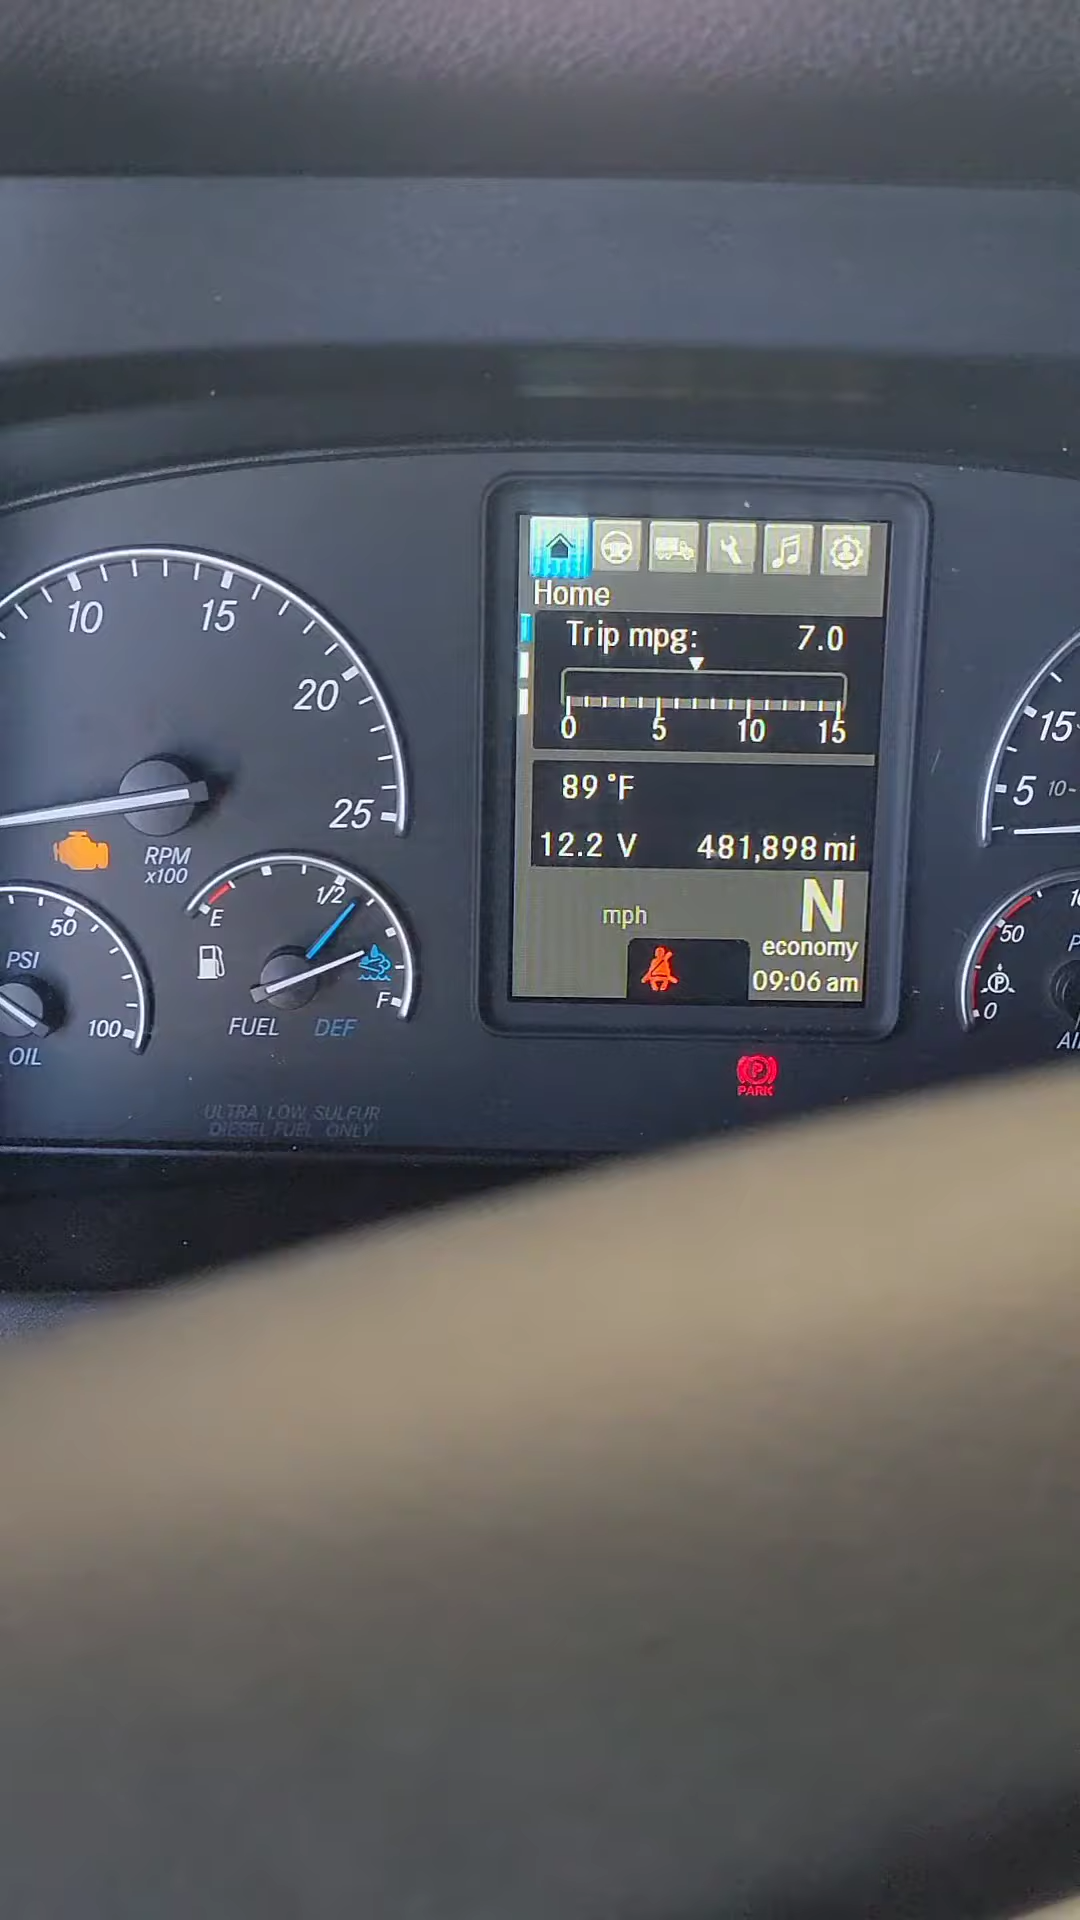 Home
Trip mpg: 7.0
0 5 10 15
89 °F
12.2 V 481,898 mi
mph N
economy
09:06 am
PARK
10 15 20 25
RPM
x100
E 1/2 F
FUEL DEF
ULTRA LOW SULFUR
DIESEL FUEL ONLY
50
PSI
100
OIL
15
5 10-
50
0